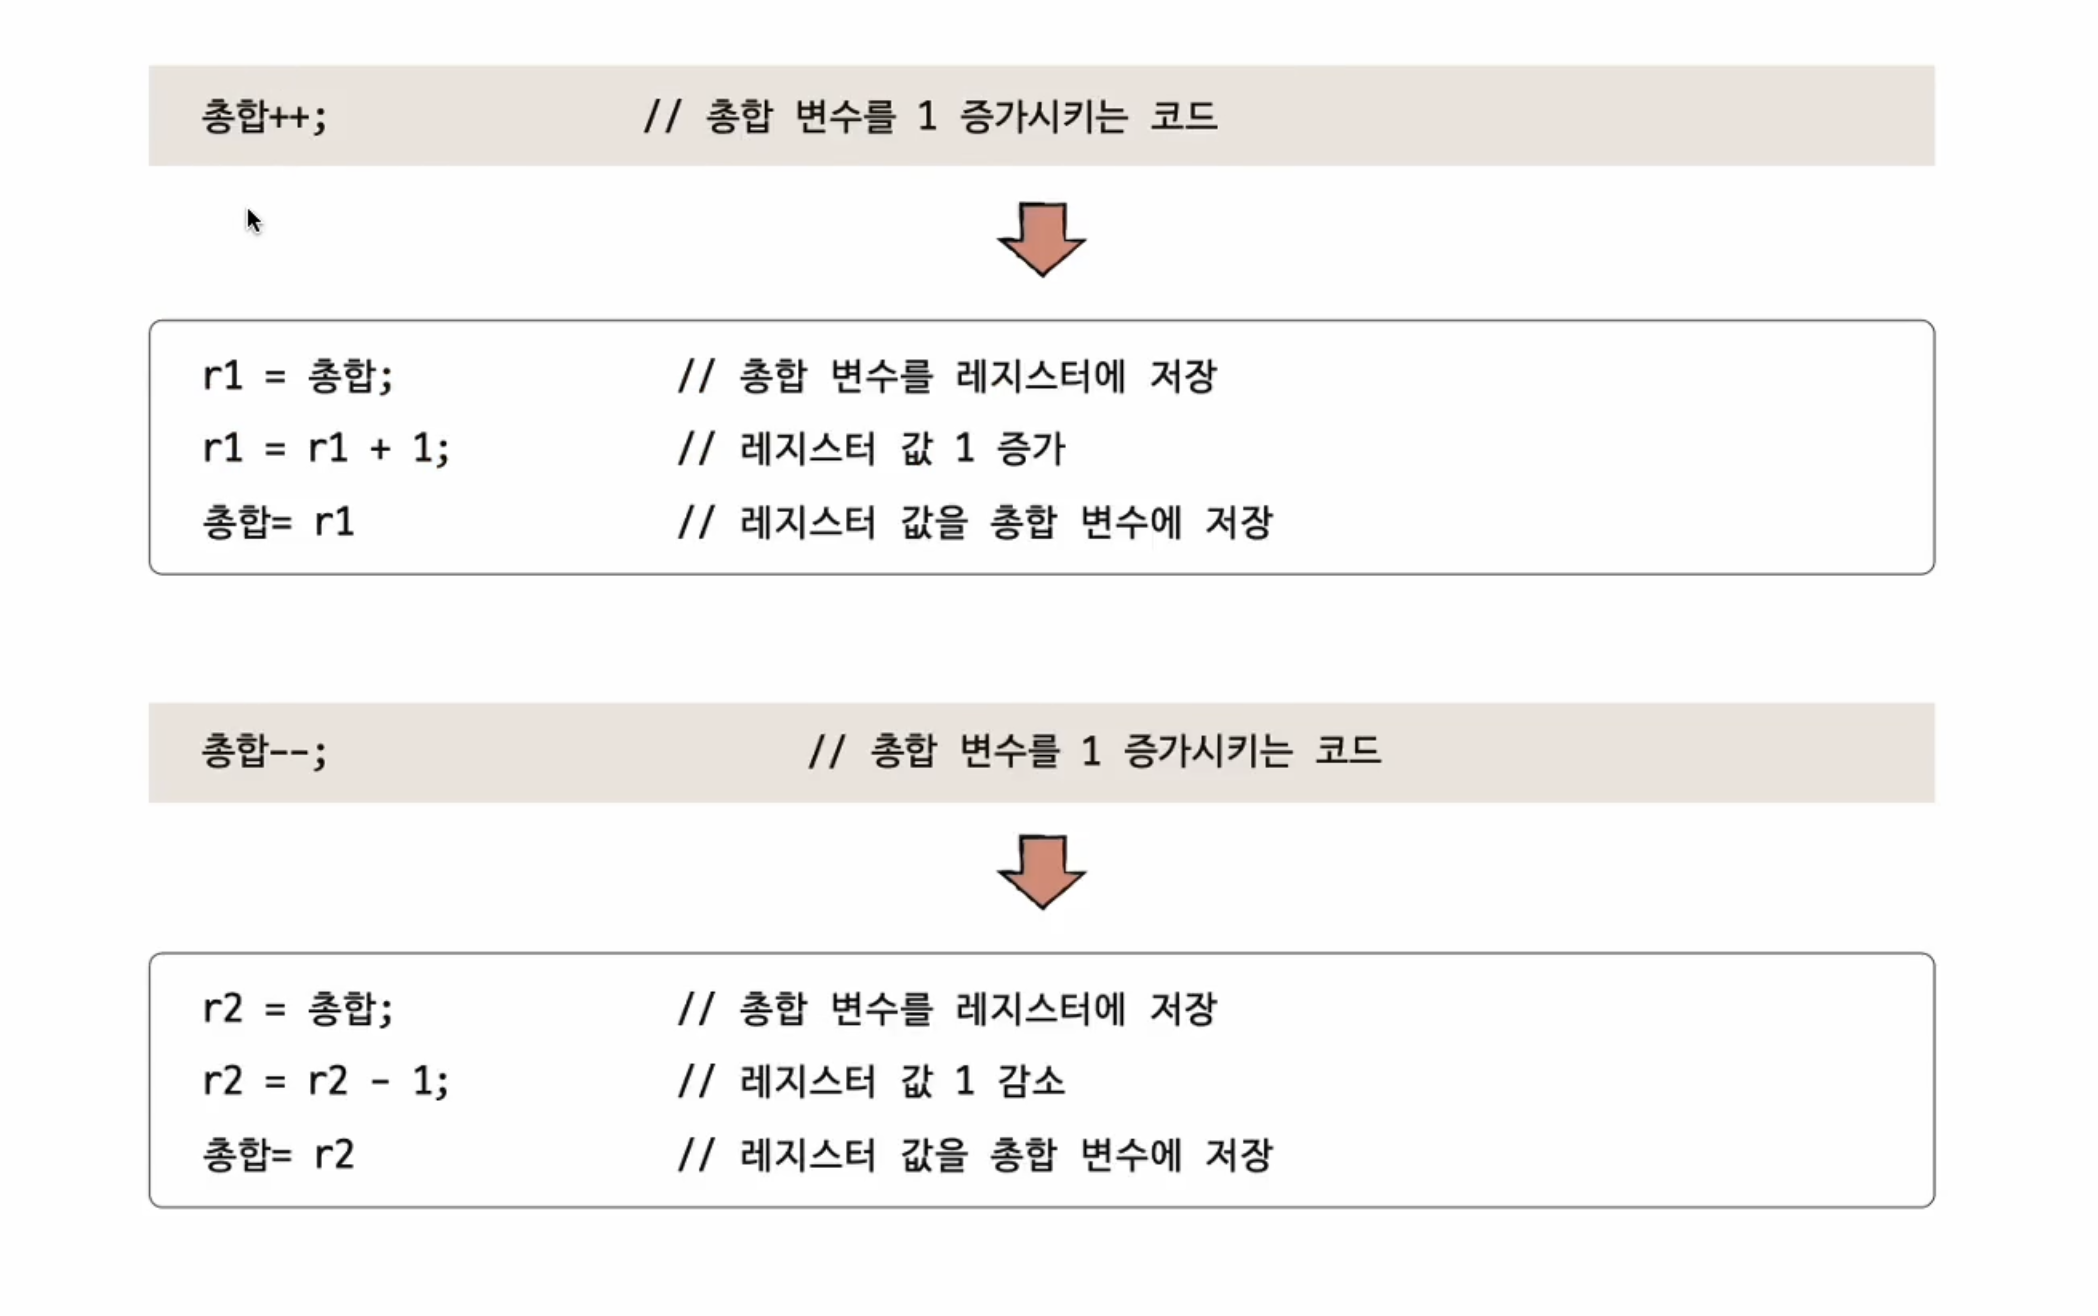 총합++; // 총합 변수를 1 증가시키는 코드
r1 = 총합; // 총합 변수를 레지스터에 저장
r1 = r1 + 1; // 레지스터 값 1 증가
총합= r1 // 레지스터 값을 총합 변수에 저장
총합--; // 총합 변수를 1 증가시키는 코드
r2 = 총합; // 총합 변수를 레지스터에 저장
r2 = r2 - 1; // 레지스터 값 1 감소
총합= r2 // 레지스터 값을 총합 변수에 저장